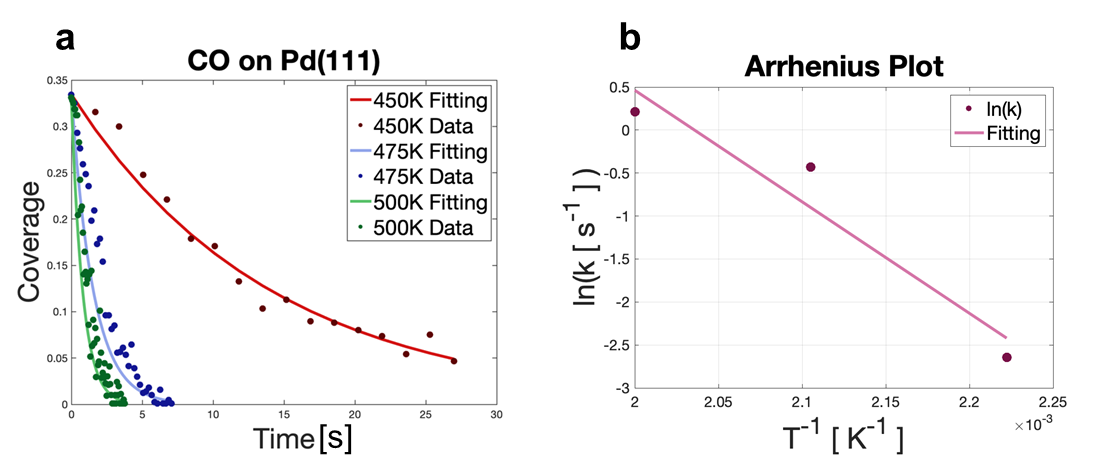 a
CO on Pd(111)
0.35
0.3
0.25
0.2
0.15
0.1
0.05
0
0
5
10
15
20
25
30
Coverage
Time[s]
450K Fitting
450K Data
475K Fitting
475K Data
500K Fitting
500K Data
b
Arrhenius Plot
0.5
0
-0.5
-1
-1.5
-2
-2.5
-3
2
2.05
2.1
2.15
2.2
2.25
×10⁻³
ln(k [ s⁻¹ ] )
T⁻¹ [ K⁻¹ ]
ln(k)
Fitting